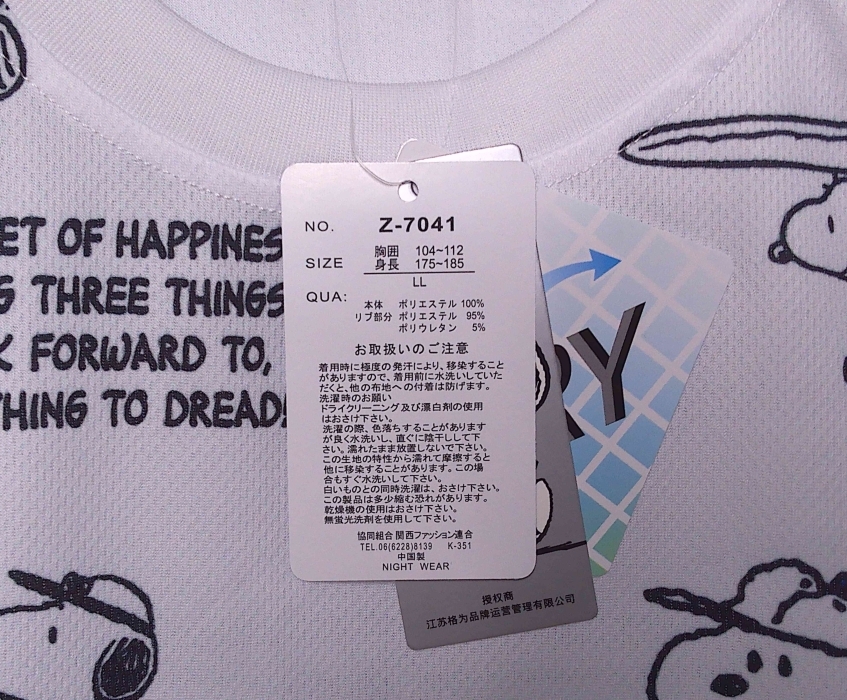 ET OF HAPPINES
G THREE THINGS
K FORWARD TO,
THING TO DREAD
NO. Z-7041
SIZE 胸囲 104~112
身長 175~185
LL
QUA: 本体 ポリエステル 100%
リブ部分 ポリエステル 95%
ポリウレタン 5%
お取扱いのご注意
着用時に極度の発汗により、移染すること
がありますので、着用前に水洗いしていた
だくと、他の布地への付着は防げます。
洗濯時のお願い
ドライクリーニング及び漂白剤の使用
はおさけ下さい。
洗濯の際、色落ちすることがあります
が良く水洗いし、直ぐに陰干しして下
さい。濡れたまま放置しないで下さい。
この生地の特性から濡れて摩擦すると
他に移染することがあります。この場
合もすぐ水洗いして下さい。
白いものとの同時洗濯は、おさけ下さい。
この製品は多少縮む恐れがあります。
乾燥機の使用はおさけ下さい。
無蛍光洗剤を使用して下さい。
協同組合 関西ファッション連合
TEL.06(6228)8139 K-351
中国製
NIGHT WEAR
RY
授权商
江苏格为品牌运营管理有限公司